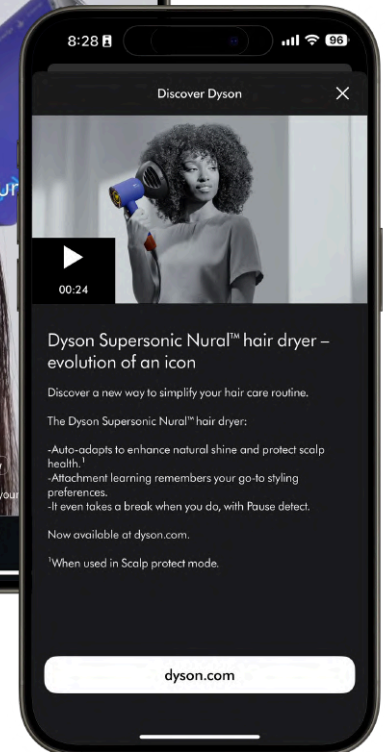 8:28
96
Discover Dyson
00:24
Dyson Supersonic Nural™ hair dryer –
evolution of an icon
Discover a new way to simplify your hair care routine.
The Dyson Supersonic Nural™ hair dryer:
-Auto-adapts to enhance natural shine and protect scalp
health.¹
-Attachment learning remembers your go-to styling
preferences.
-It even takes a break when you do, with Pause detect.
Now available at dyson.com.
¹When used in Scalp protect mode.
dyson.com